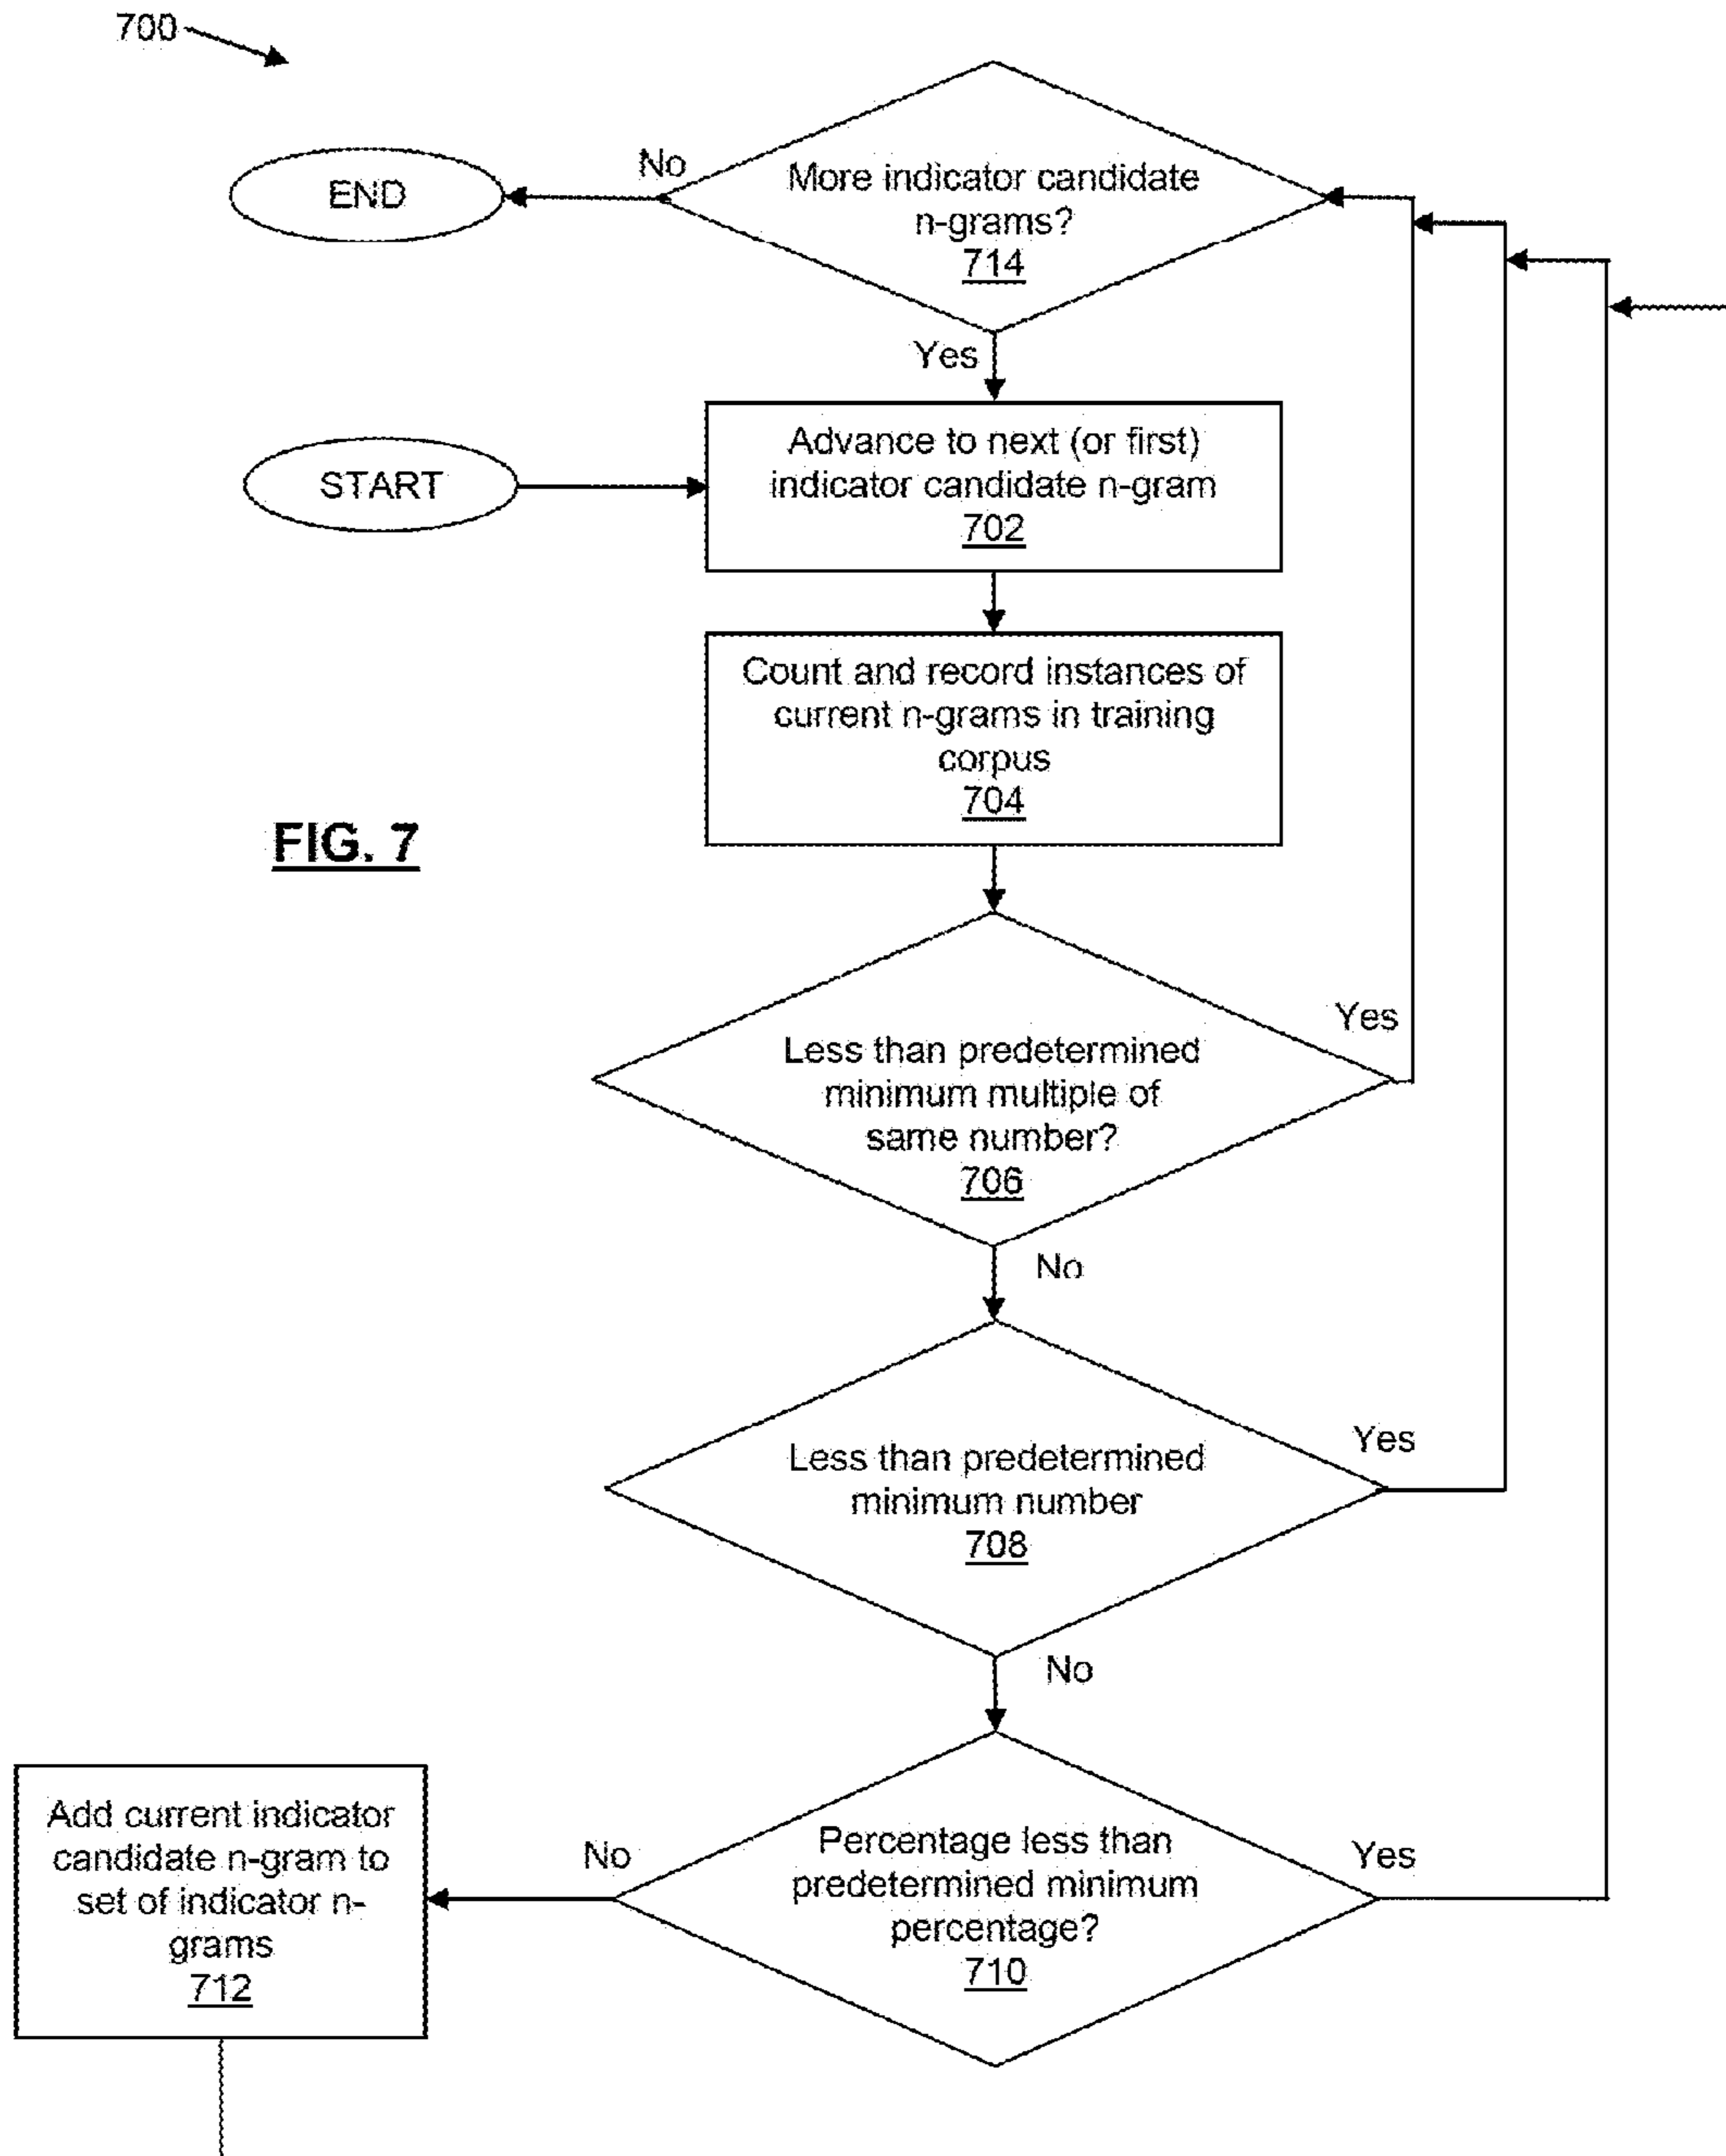 700
No
More indicator candidate
n-grams?
714
END
Yes
Advance to next (or first)
indicator candidate n-gram
702
START
Count and record instances of
current n-grams in training
corpus
704
FIG. 7
Yes
Less than predetermined
minimum multiple of
same number?
706
No
Yes
Less than predetermined
minimum number
708
No
Add current indicator
candidate n-gram to
set of indicator n-
grams
712
No
Percentage less than
predetermined minimum
percentage?
710
Yes